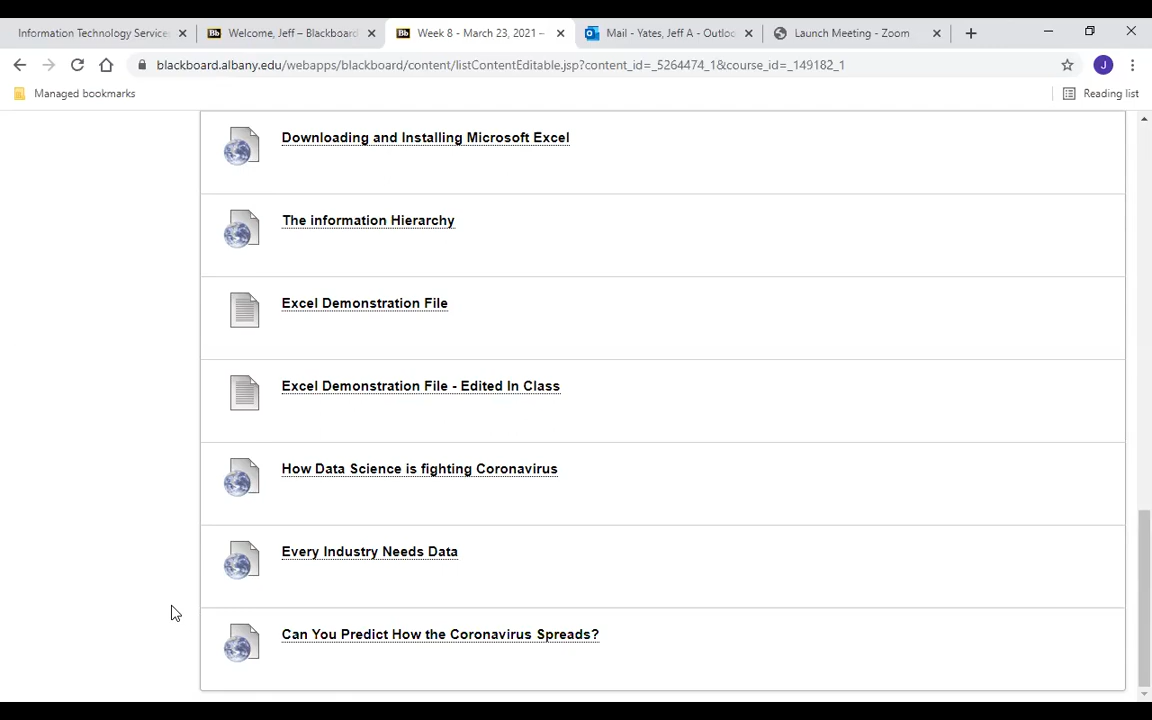 Information Technology Service
Bb Welcome, Jeff – Blackboard
Bb Week 8 - March 23, 2021 –
Mail - Yates, Jeff A - Outloo
Launch Meeting - Zoom
blackboard.albany.edu/webapps/blackboard/content/listContentEditable.jsp?content_id=_5264474_1&course_id=_149182_1
J
Managed bookmarks
Reading list
Downloading and Installing Microsoft Excel
The information Hierarchy
Excel Demonstration File
Excel Demonstration File - Edited In Class
How Data Science is fighting Coronavirus
Every Industry Needs Data
Can You Predict How the Coronavirus Spreads?